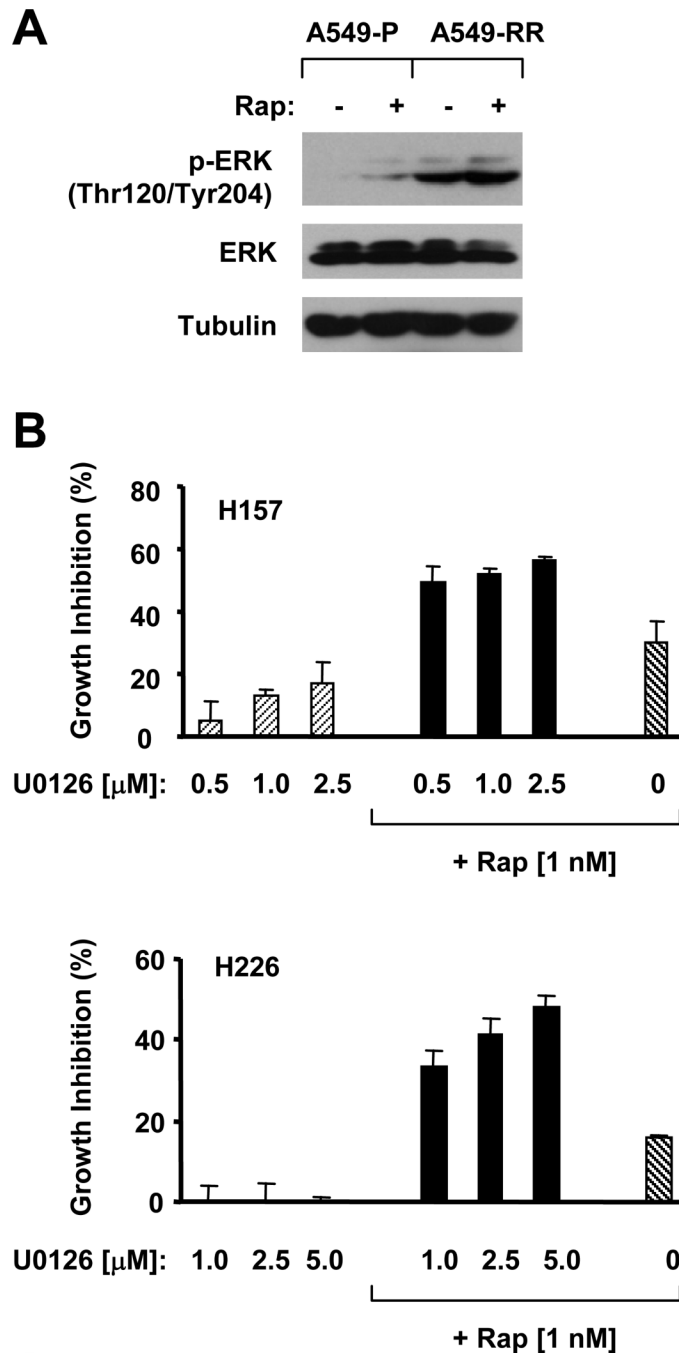 A
A549-P A549-RR
Rap: - + - +
p-ERK
(Thr120/Tyr204)
ERK
Tubulin
B
Growth Inhibition (%)
80
60
40
20
0
H157
U0126 [μM]: 0.5 1.0 2.5 0.5 1.0 2.5 0
+ Rap [1 nM]
Growth Inhibition (%)
60
40
20
0
H226
U0126 [μM]: 1.0 2.5 5.0 1.0 2.5 5.0 0
+ Rap [1 nM]